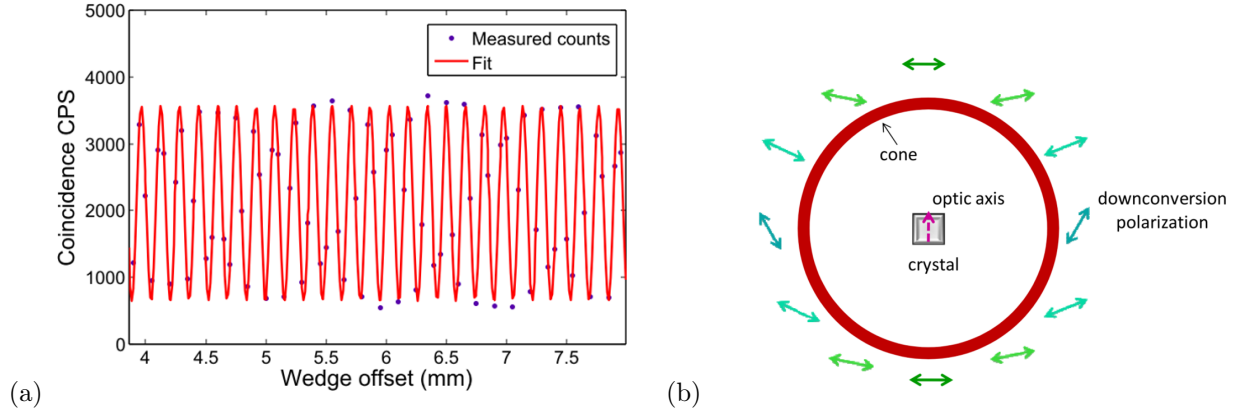 5000
4000
3000
2000
1000
0
Coincidence CPS
Measured counts
Fit
4 4.5 5 5.5 6 6.5 7 7.5
Wedge offset (mm)
(a)
cone
optic axis
crystal
downconversion
polarization
(b)